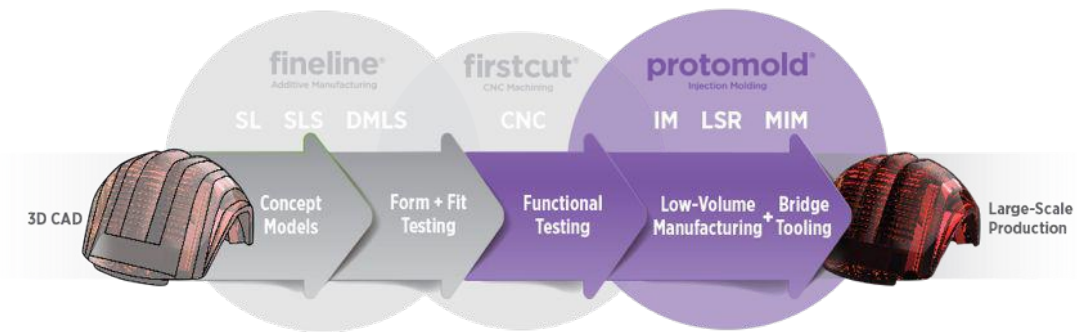 fineline®
Additive Manufacturing
firstcut®
CNC Machining
protomold®
Injection Molding
SL SLS DMLS
CNC
IM LSR MIM
3D CAD
Concept
Models
Form + Fit
Testing
Functional
Testing
Low-Volume
Manufacturing
+
Bridge
Tooling
Large-Scale
Production